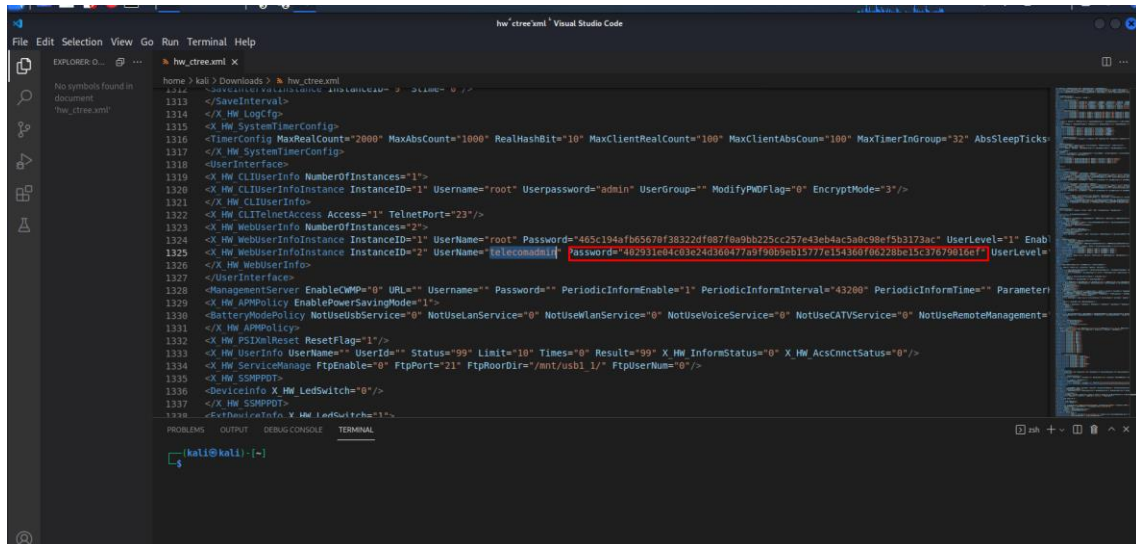 hw ctree'xml Visual Studio Code
File Edit Selection View Go Run Terminal Help
EXPLORER: O... ...
hw_ctree.xml ×
No symbols found in
document
'hw_ctree.xml'
home > kali > Downloads > hw_ctree.xml
1313 </SaveInterval>
1314 </X_HW_LogCfg>
1315 <X_HW_SystemTimerConfig>
1316 <TimerConfig MaxRealCount="2000" MaxAbsCount="1000" RealHashBit="10" MaxClientRealCount="100" MaxClientAbsCoun="100" MaxTimerInGroup="32" AbsSleepTicks=
1317 </X_HW_SystemTimerConfig>
1318 <UserInterface>
1319 <X_HW_CLIUserInfo NumberOfInstances="1">
1320 <X_HW_CLIUserInfoInstance InstanceID="1" Username="root" Userpassword="admin" UserGroup="" ModifyPWDFlag="0" EncryptMode="3"/>
1321 </X_HW_CLIUserInfo>
1322 <X_HW_CLITelnetAccess Access="1" TelnetPort="23"/>
1323 <X_HW_WebUserInfo NumberOfInstances="2">
1324 <X_HW_WebUserInfoInstance InstanceID="1" UserName="root" Password="465c194afb65670f38322df087f0a9bb225cc257e43eb4ac5a0c98ef5b3173ac" UserLevel="1" Enabl
1325 <X_HW_WebUserInfoInstance InstanceID="2" UserName="telecomadmin" Password="402931e04c03e24d360477a9f90b9eb15777e154360f06228be15c37679016ef" UserLevel="
1326 </X_HW_WebUserInfo>
1327 </UserInterface>
1328 <ManagementServer EnableCWMP="0" URL="" Username="" Password="" PeriodicInformEnable="1" PeriodicInformInterval="43200" PeriodicInformTime="" Parameter
1329 <X_HW_APMPolicy EnablePowerSavingMode="1">
1330 <BatteryModePolicy NotUseUsbService="0" NotUseLanService="0" NotUseWlanService="0" NotUseVoiceService="0" NotUseCATVService="0" NotUseRemoteManagement="
1331 </X_HW_APMPolicy>
1332 <X_HW_PSIXmlReset ResetFlag="1"/>
1333 <X_HW_UserInfo UserName="" UserId="" Status="99" Limit="10" Times="0" Result="99" X_HW_InformStatus="0" X_HW_AcsCnnctSatus="0"/>
1334 <X_HW_ServiceManage FtpEnable="0" FtpPort="21" FtpRoorDir="/mnt/usb1_1/" FtpUserNum="0"/>
1335 <X_HW_SSMPPDT>
1336 <Deviceinfo X_HW_LedSwitch="0"/>
1337 </X_HW_SSMPPDT>
1338 <ExtDeviceInfo X_HW_LedSwitch="1">
PROBLEMS OUTPUT DEBUG CONSOLE TERMINAL
zsh
(kali㉿kali)-[~]
$